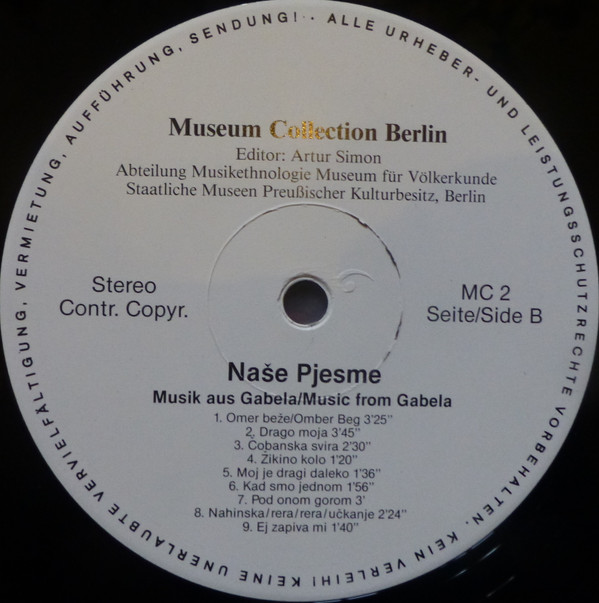 ALLE URHEBER- UND LEISTUNGSSCHUTZRECHTE VORBEHALTEN. KEIN VERLEIH! KEINE UNERLAUBTE VERVIELFÄLTIGUNG, VERMIETUNG, AUFFÜHRUNG, SENDUNG! ·
Museum Collection Berlin
Editor: Artur Simon
Abteilung Musikethnologie Museum für Völkerkunde
Staatliche Museen Preußischer Kulturbesitz, Berlin
Stereo
Contr. Copyr.
MC 2
Seite/Side B
Naše Pjesme
Musik aus Gabela/Music from Gabela
1. Omer beže/Omber Beg 3'25"
2. Drago moja 3'45"
3. Čobanska svira 2'30"
4. Žikino kolo 1'20"
5. Moj je dragi daleko 1'36"
6. Kad smo jednom 1'56"
7. Pod onom gorom 3'
8. Nahinska/rera/rera/učkanje 2'24"
9. Ej zapiva mi 1'40"